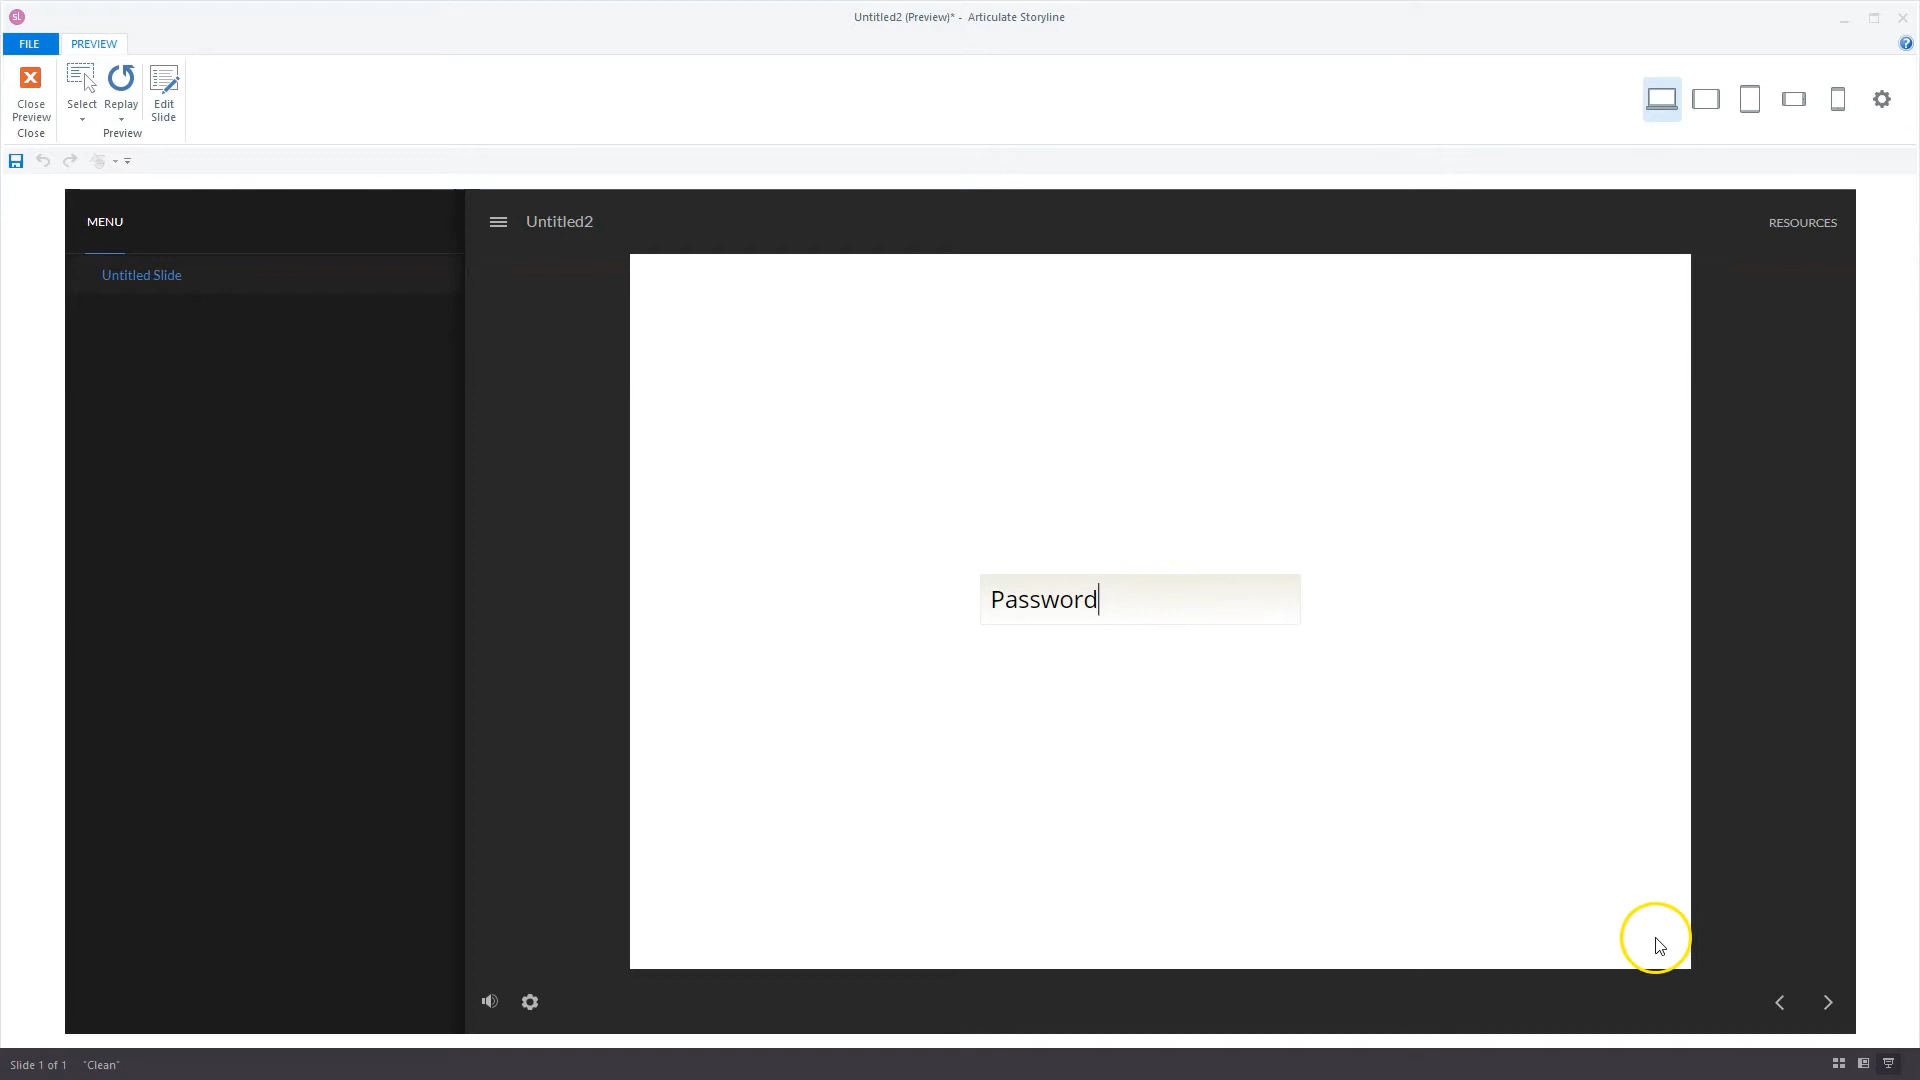 sl
Untitled2 (Preview)* - Articulate Storyline
FILE
PREVIEW
?
Close Preview
Select
Replay
Edit Slide
Close
Preview
MENU
Untitled2
RESOURCES
Untitled Slide
Password
Slide 1 of 1
"Clean"